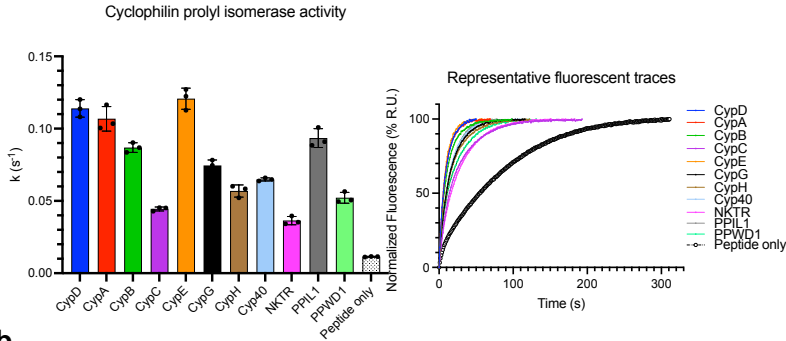 Cyclophilin prolyl isomerase activity
0.15
0.10
0.05
0.00
k (s-1)
CypD
CypA
CypB
CypC
CypE
CypG
CypH
Cyp40
NKTR
PPIL1
PPWD1
Peptide only
Representative fluorescent traces
Normalized Fluorescence (% R.U.)
100
50
0
0 100 200 300
Time (s)
CypD
CypA
CypB
CypC
CypE
CypG
CypH
Cyp40
NKTR
PPIL1
PPWD1
Peptide only